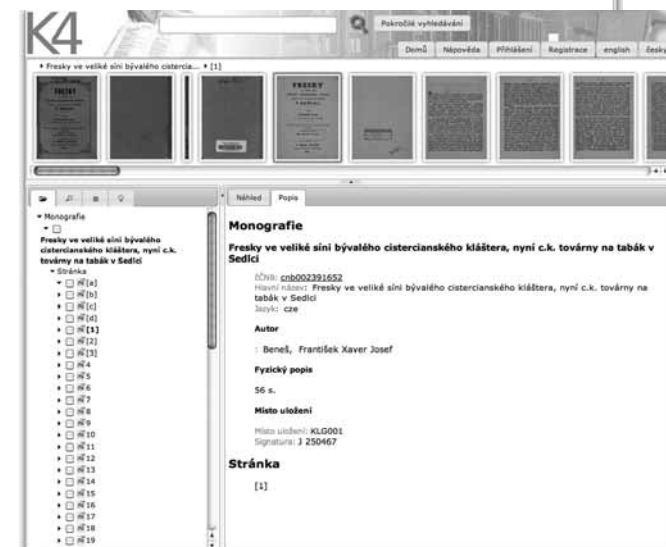 K4
Pokročilé vyhledávání
Domů Nápověda Přihlášení Registrace english česky
Fresky ve veliké síni bývalého cistercia... [1]
FRESKY
FRESKY
Monografie
Fresky ve veliké síni bývalého
cistercianského kláštera, nyní c.k.
továrny na tabák v Sedlci
Stránka
[a]
[b]
[c]
[d]
[1]
[2]
[3]
4
5
6
7
8
9
10
11
12
13
14
15
16
17
18
19
Náhled Popis
Monografie
Fresky ve veliké síni bývalého cistercianského kláštera, nyní c.k. továrny na tabák v
Sedlci
čČNB: cnb002391652
Hlavní název: Fresky ve veliké síni bývalého cistercianského kláštera, nyní c.k. továrny na
tabák v Sedlci
Jazyk: cze
Autor
: Beneš, František Xaver Josef
Fyzický popis
56 s.
Místo uložení
Místo uložení: KLG001
Signatura: J 250467
Stránka
[1]